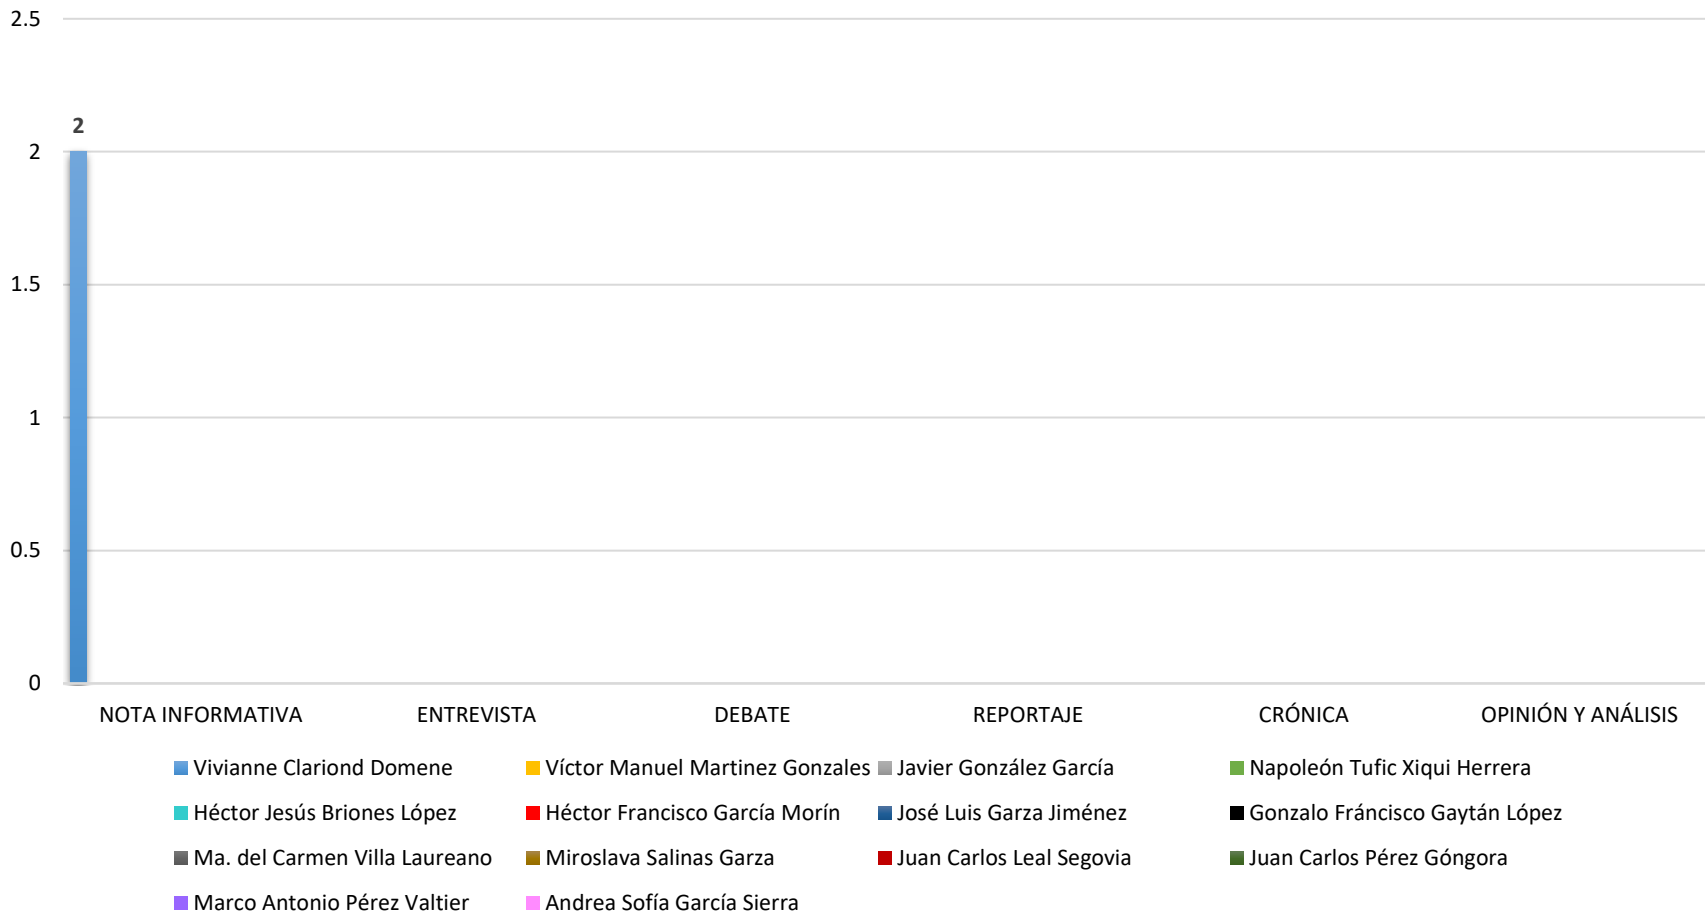 2.5
2
2
1.5
1
0.5
0
NOTA INFORMATIVA ENTREVISTA DEBATE REPORTAJE CRÓNICA OPINIÓN Y ANÁLISIS
Vivianne Clariond Domene Víctor Manuel Martinez Gonzales Javier González García Napoleón Tufic Xiqui Herrera
Héctor Jesús Briones López Héctor Francisco García Morín José Luis Garza Jiménez Gonzalo Fráncisco Gaytán López
Ma. del Carmen Villa Laureano Miroslava Salinas Garza Juan Carlos Leal Segovia Juan Carlos Pérez Góngora
Marco Antonio Pérez Valtier Andrea Sofía García Sierra